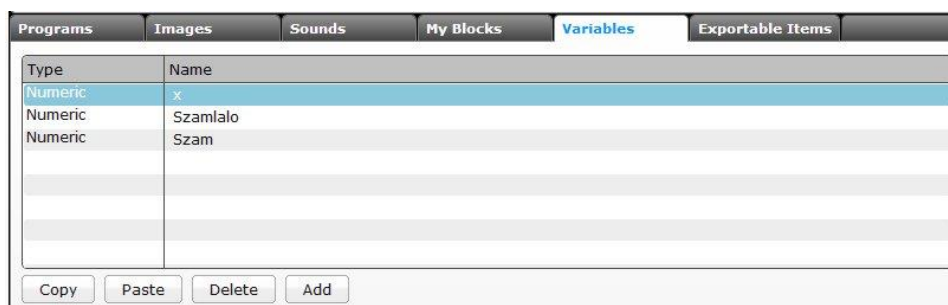 Programs Images Sounds My Blocks Variables Exportable Items
Type Name
Numeric x
Numeric Szamlalo
Numeric Szam
Copy Paste Delete Add